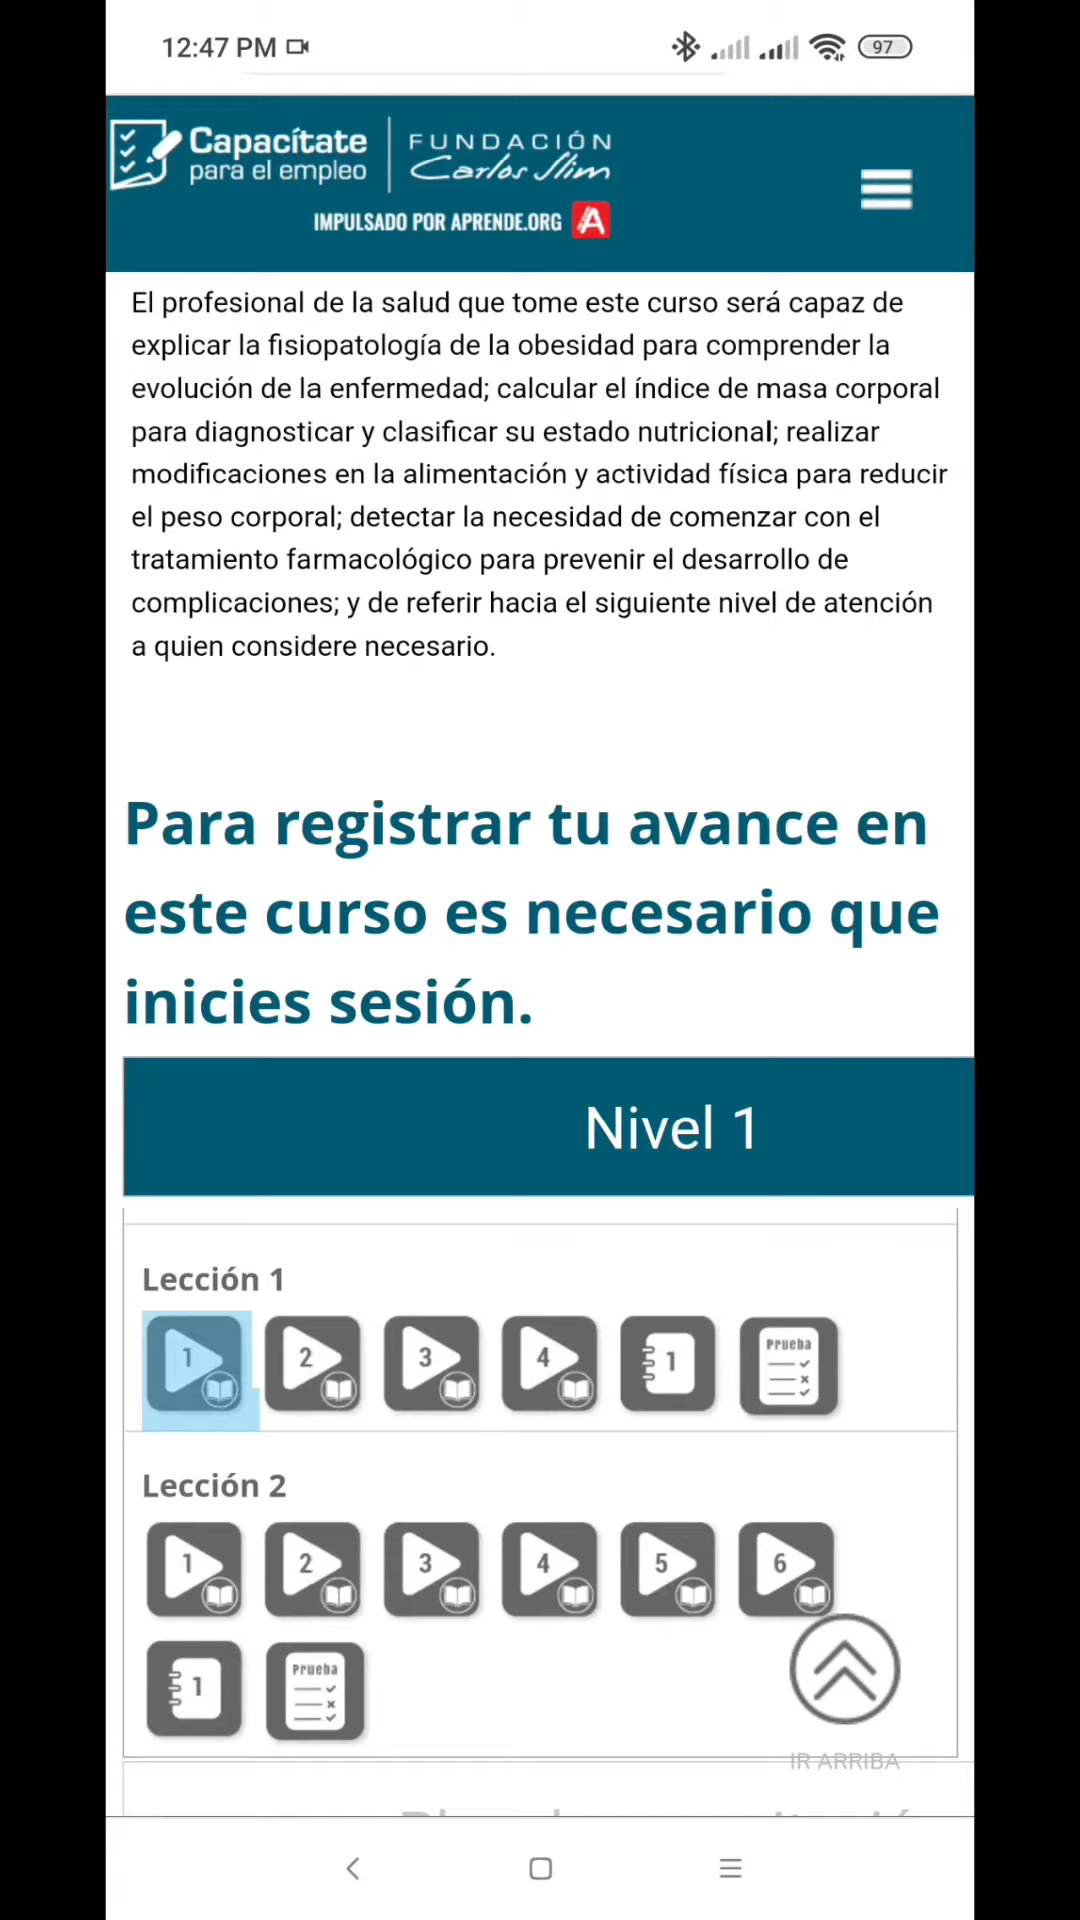 12:47 PM
97
Capacítate
para el empleo
FUNDACIÓN
Carlos Slim
IMPULSADO POR APRENDE.ORG A
El profesional de la salud que tome este curso será capaz de
explicar la fisiopatología de la obesidad para comprender la
evolución de la enfermedad; calcular el índice de masa corporal
para diagnosticar y clasificar su estado nutricional; realizar
modificaciones en la alimentación y actividad física para reducir
el peso corporal; detectar la necesidad de comenzar con el
tratamiento farmacológico para prevenir el desarrollo de
complicaciones; y de referir hacia el siguiente nivel de atención
a quien considere necesario.
Para registrar tu avance en
este curso es necesario que
inicies sesión.
Nivel 1
Lección 1
1 2 3 4 1 Prueba
Lección 2
1 2 3 4 5 6
1 Prueba
IR ARRIBA